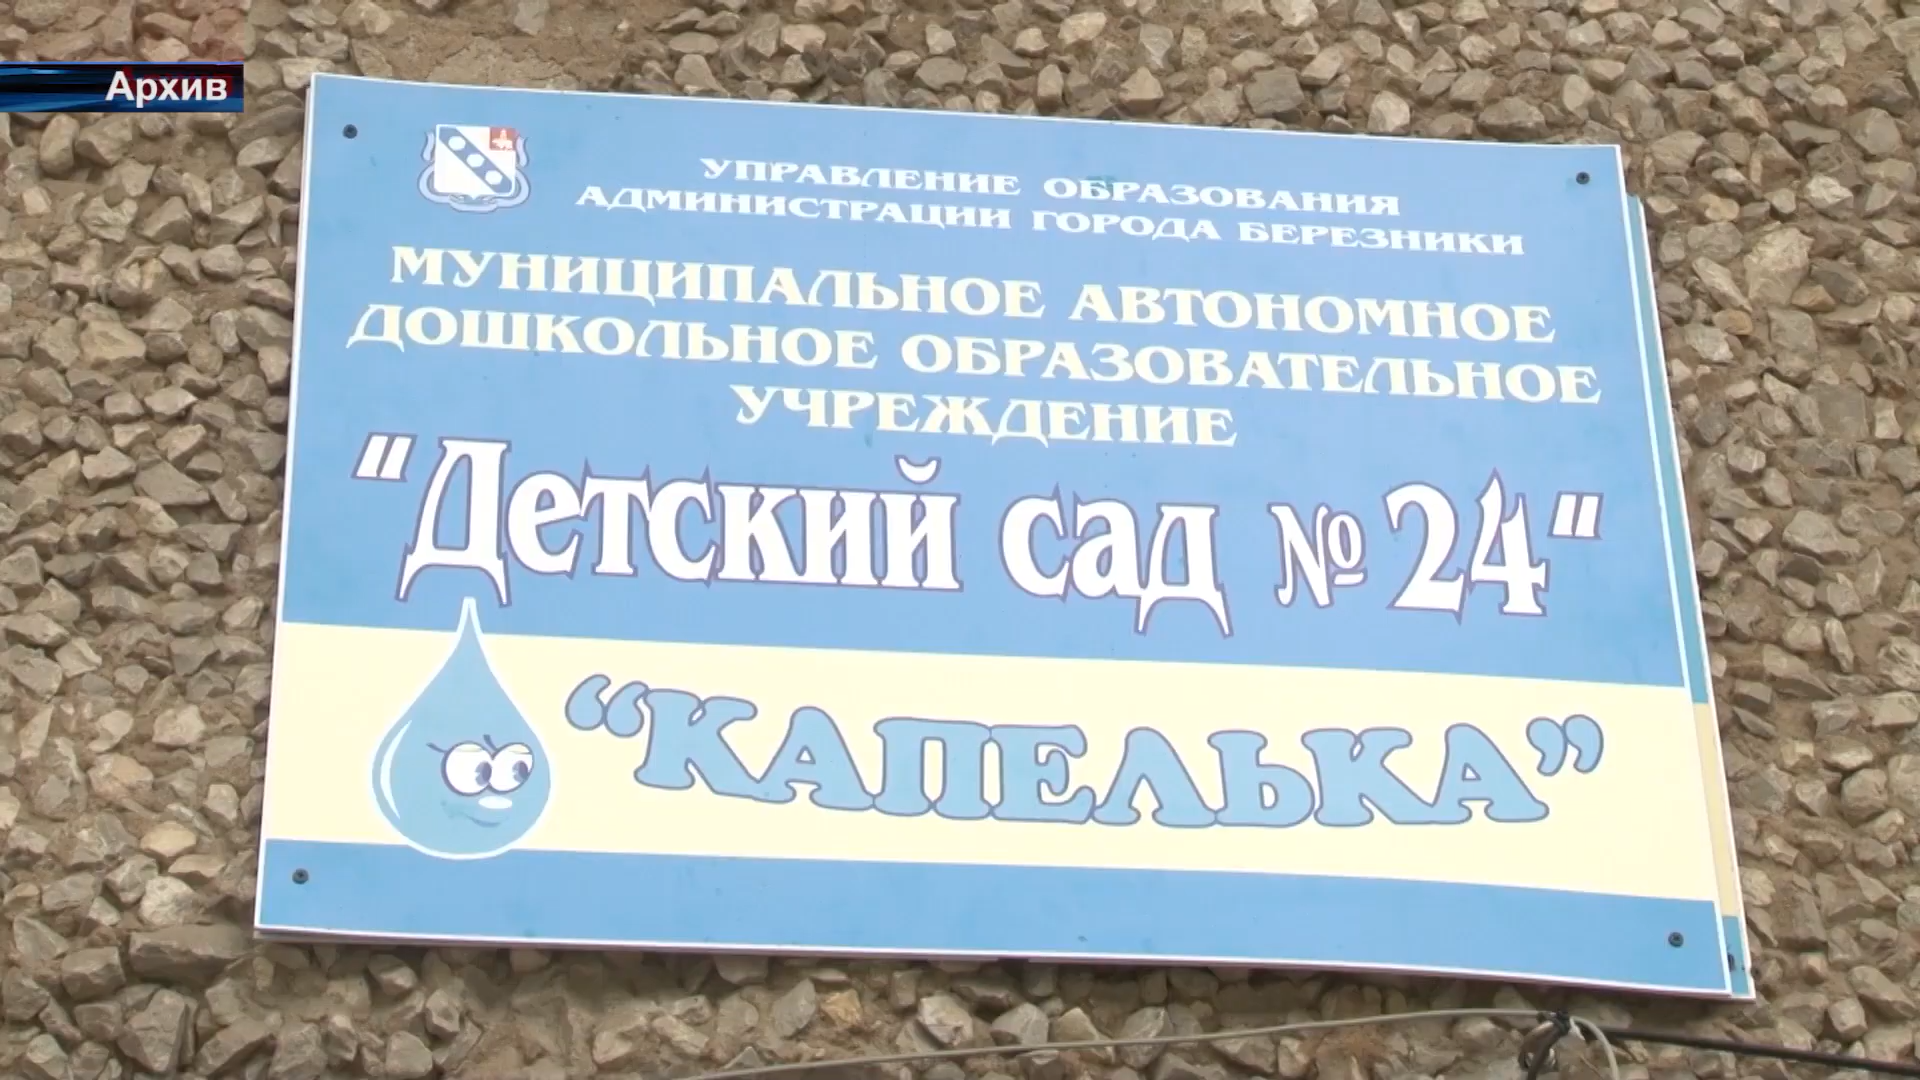 Архив
УПРАВЛЕНИЕ ОБРАЗОВАНИЯ
АДМИНИСТРАЦИИ ГОРОДА БЕРЕЗНИКИ
МУНИЦИПАЛЬНОЕ АВТОНОМНОЕ
ДОШКОЛЬНОЕ ОБРАЗОВАТЕЛЬНОЕ
УЧРЕЖДЕНИЕ
“Детский сад № 24“
“КАПЕЛЬКА”